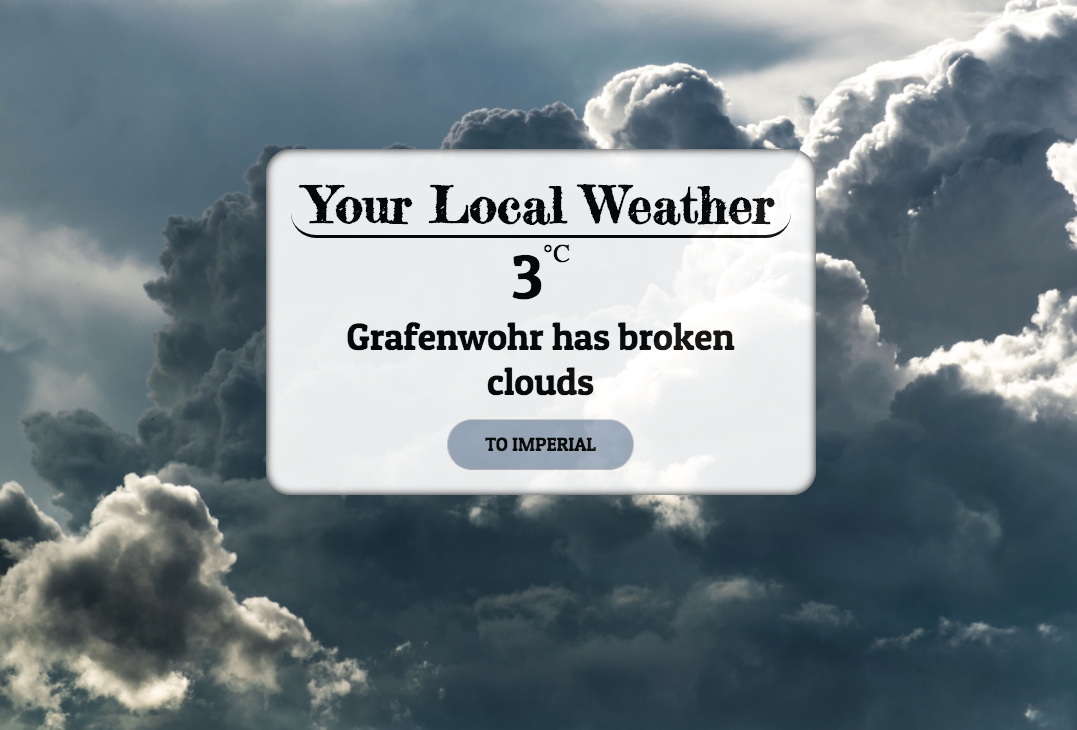 Your Local Weather
3°C
Grafenwohr has broken
clouds
TO IMPERIAL